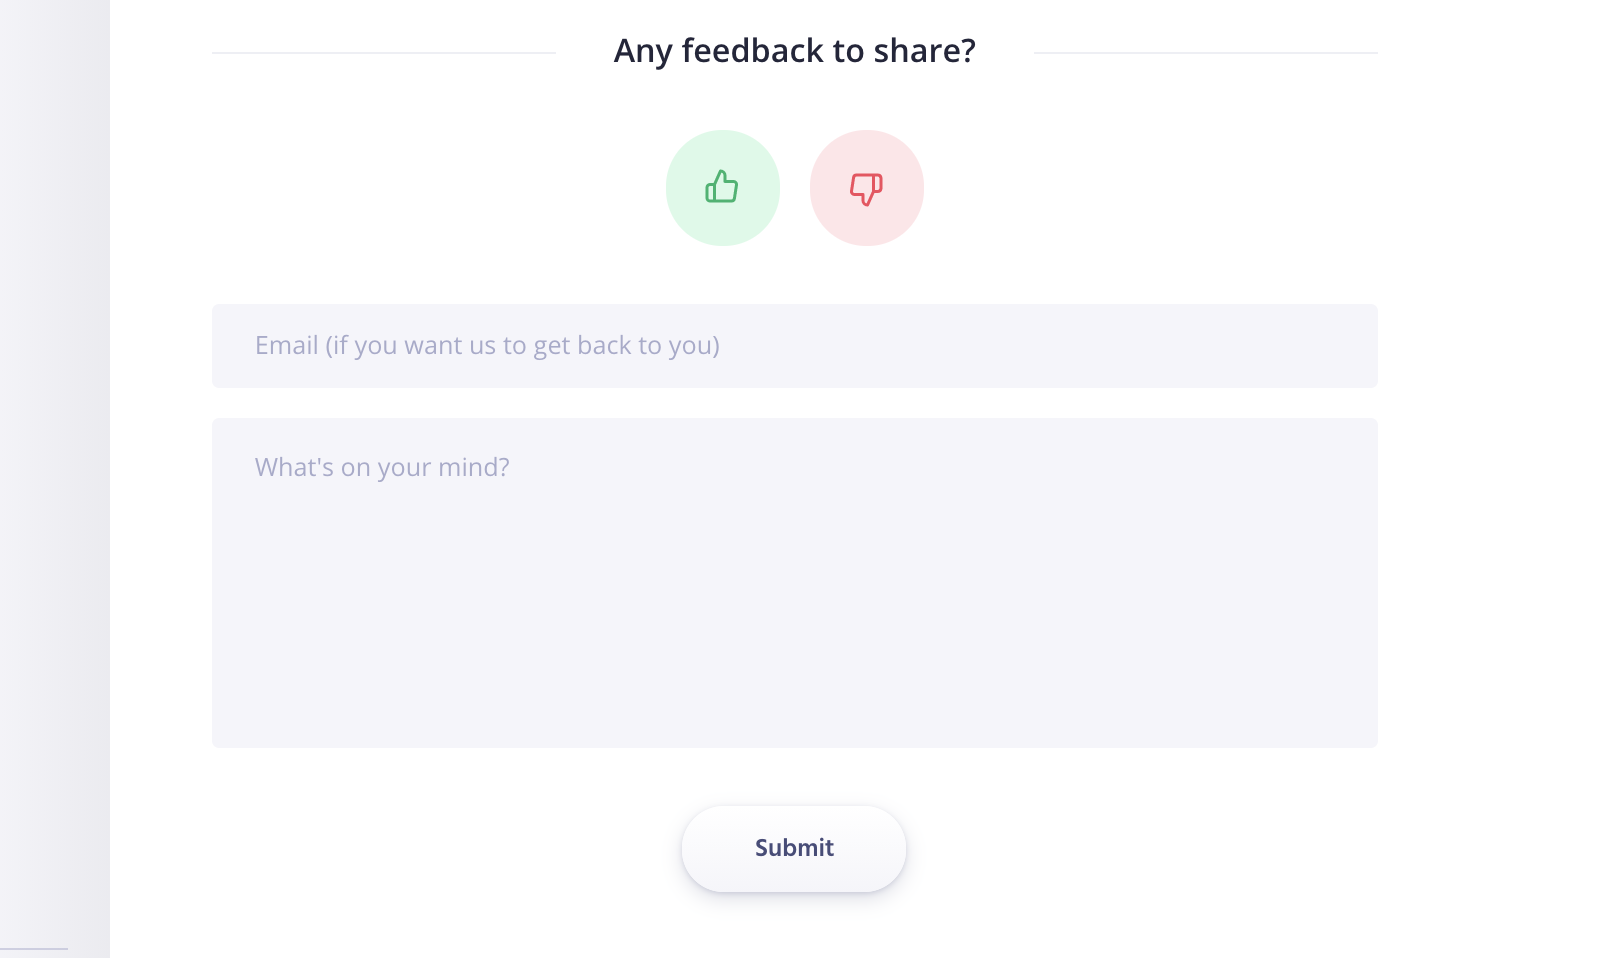 Any feedback to share?
Email (if you want us to get back to you)
What's on your mind?
Submit